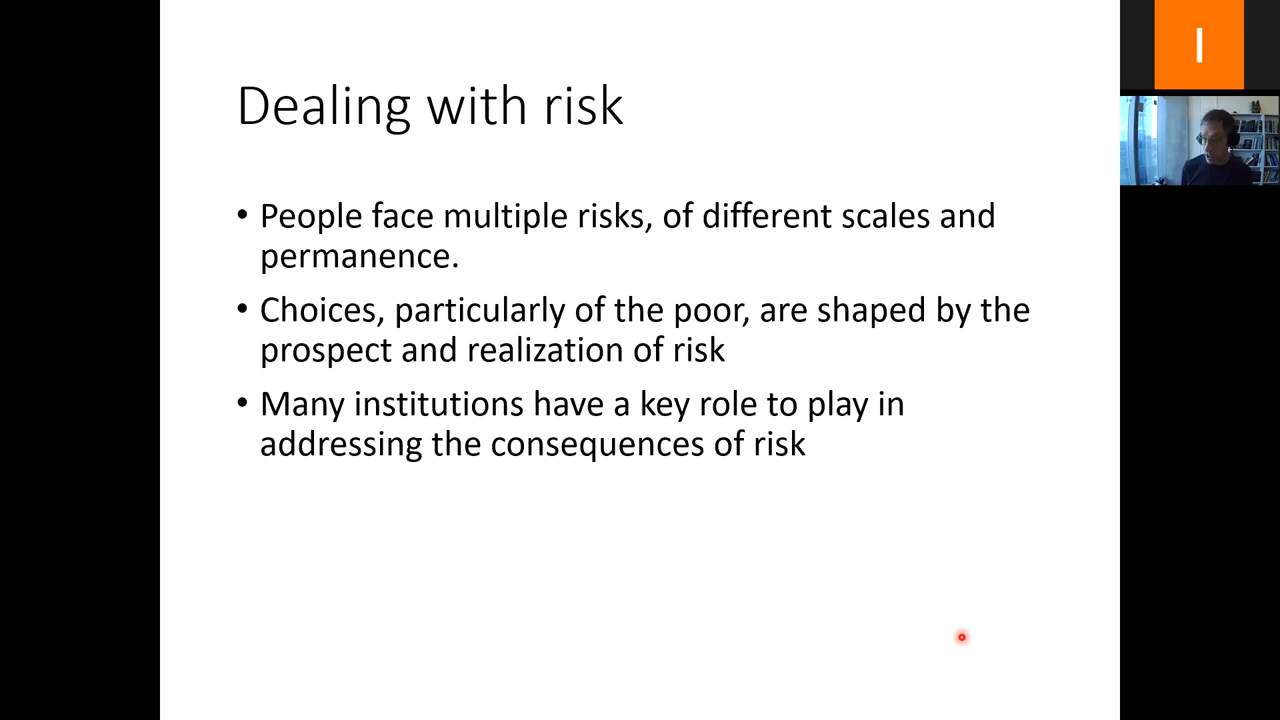 Dealing with risk
• People face multiple risks, of different scales and
permanence.
• Choices, particularly of the poor, are shaped by the
prospect and realization of risk
• Many institutions have a key role to play in
addressing the consequences of risk
I